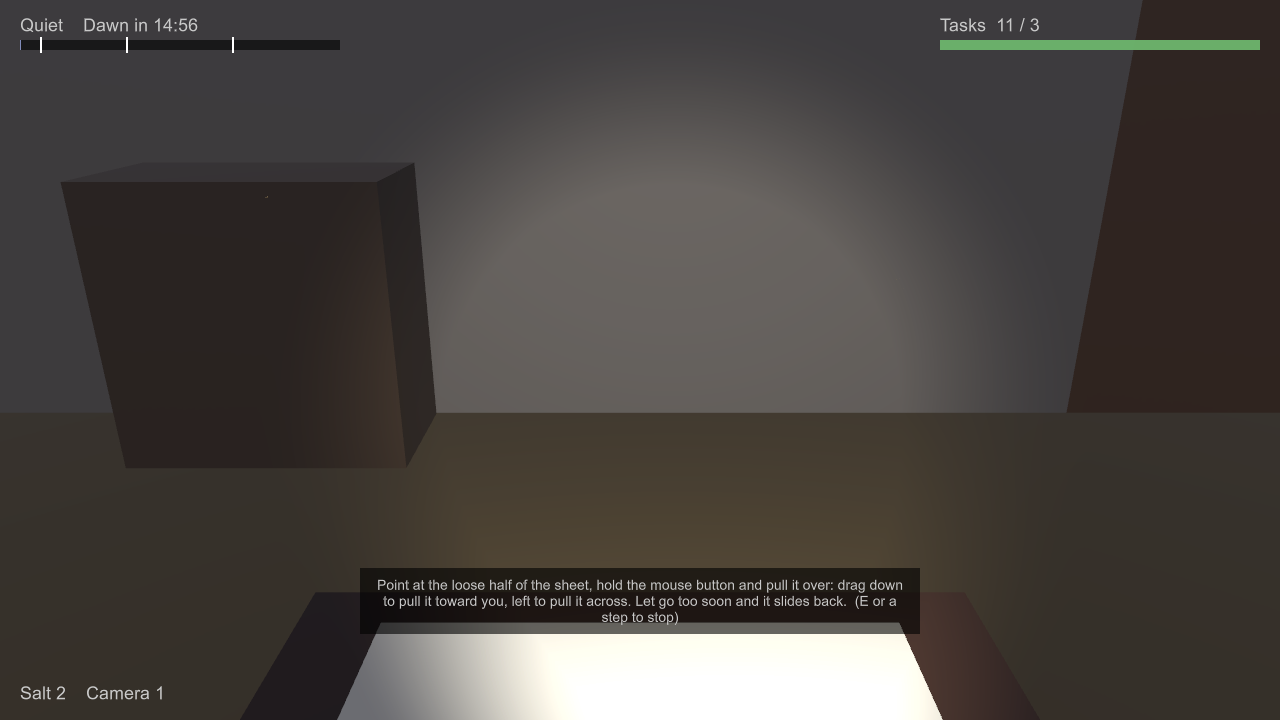 Quiet Dawn in 14:56
Tasks 11 / 3
Point at the loose half of the sheet, hold the mouse button and pull it over: drag down
to pull it toward you, left to pull it across. Let go too soon and it slides back. (E or a
step to stop)
Salt 2 Camera 1